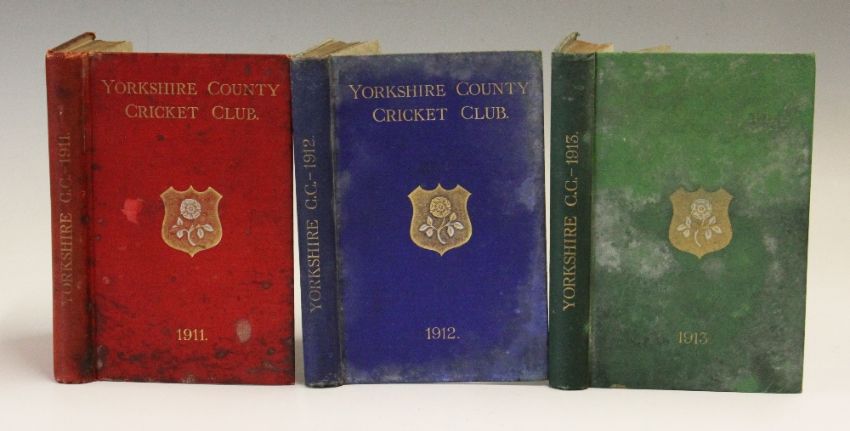 YORKSHIRE C.C.-1911.
YORKSHIRE COUNTY
CRICKET CLUB.
1911.
YORKSHIRE C.C.-1912.
YORKSHIRE COUNTY
CRICKET CLUB.
1912.
YORKSHIRE C.C.-1913.
1913